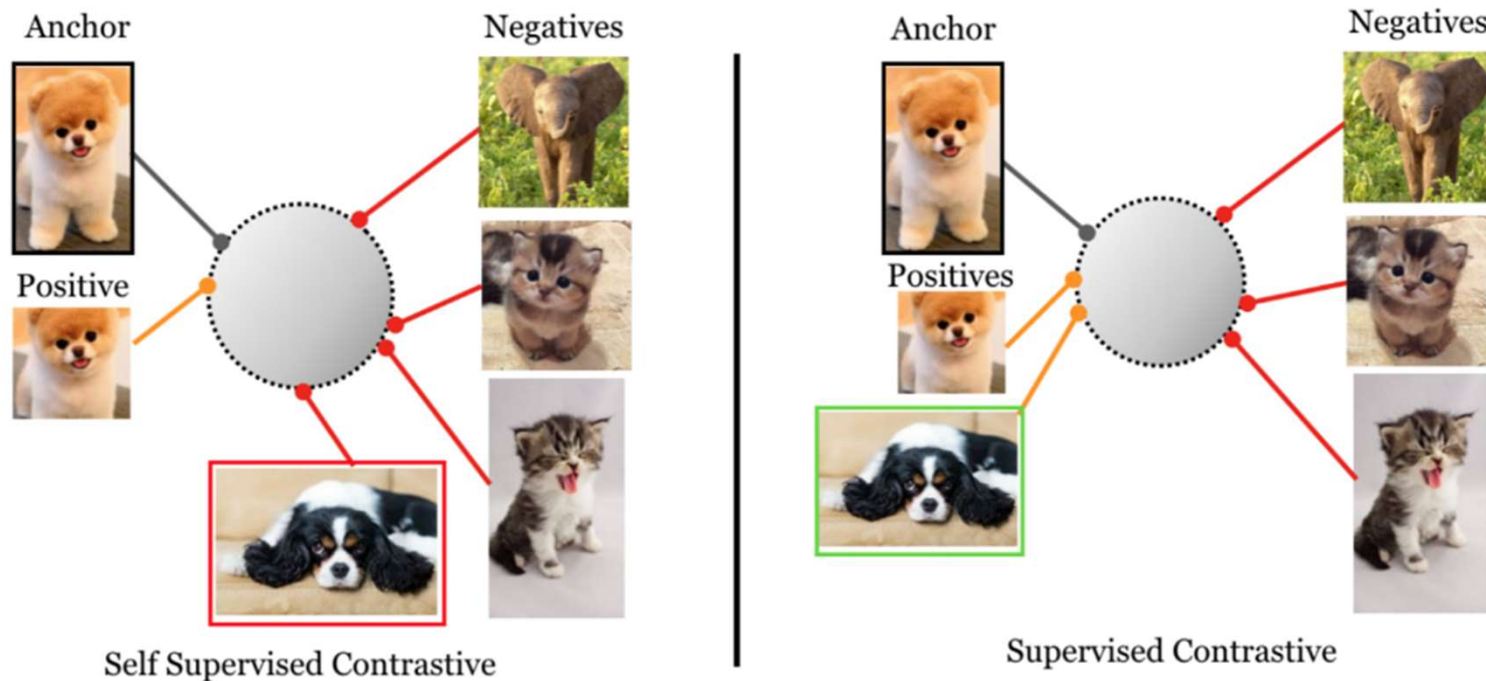 Anchor
Negatives
Positive
Self Supervised Contrastive
Anchor
Negatives
Positives
Supervised Contrastive